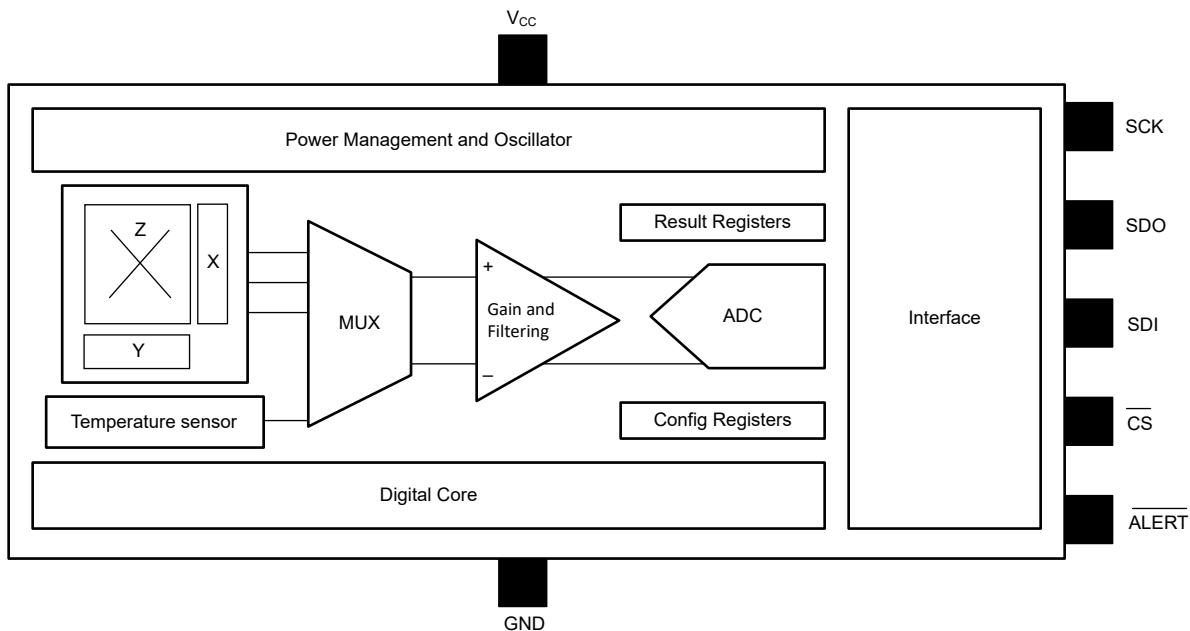 VCC
Power Management and Oscillator
SCK
Z
X
Y
Result Registers
SDO
MUX
+
Gain and
Filtering
–
ADC
Interface
SDI
Temperature sensor
Config Registers
CS
Digital Core
ALERT
GND